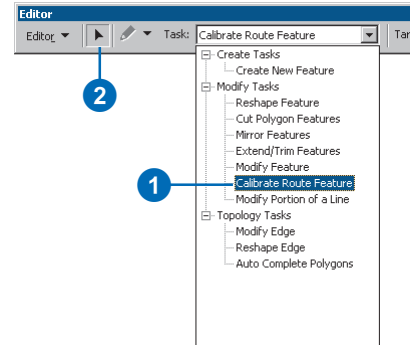 Editor
Editor Task: Calibrate Route Feature Tar
Create Tasks
Create New Feature
2
Modify Tasks
Reshape Feature
Cut Polygon Features
Mirror Features
Extend/Trim Features
Modify Feature
1 Calibrate Route Feature
Modify Portion of a Line
Topology Tasks
Modify Edge
Reshape Edge
Auto Complete Polygons